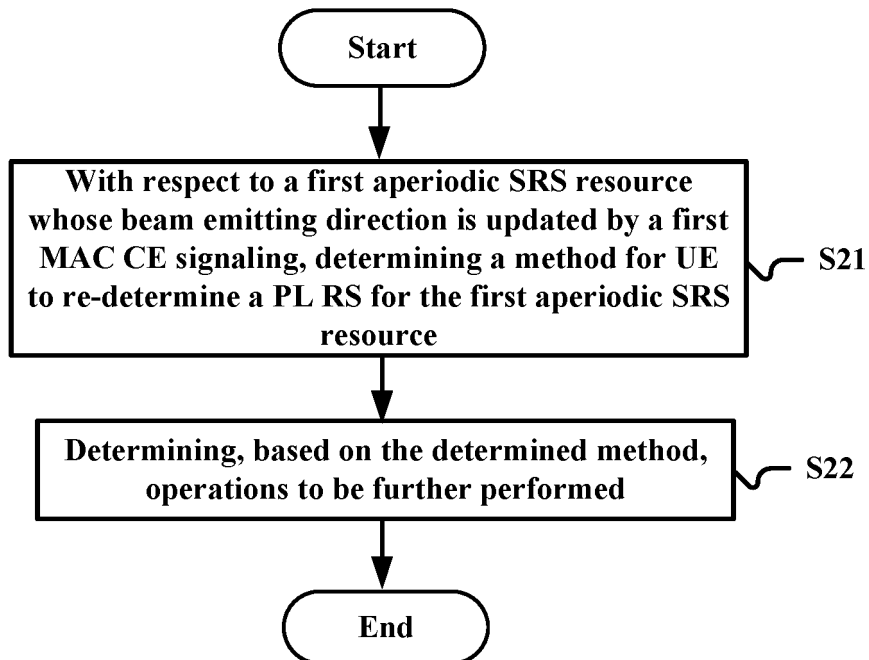 Start
With respect to a first aperiodic SRS resource
whose beam emitting direction is updated by a first
MAC CE signaling, determining a method for UE
to re-determine a PL RS for the first aperiodic SRS
resource
S21
Determining, based on the determined method,
operations to be further performed
S22
End